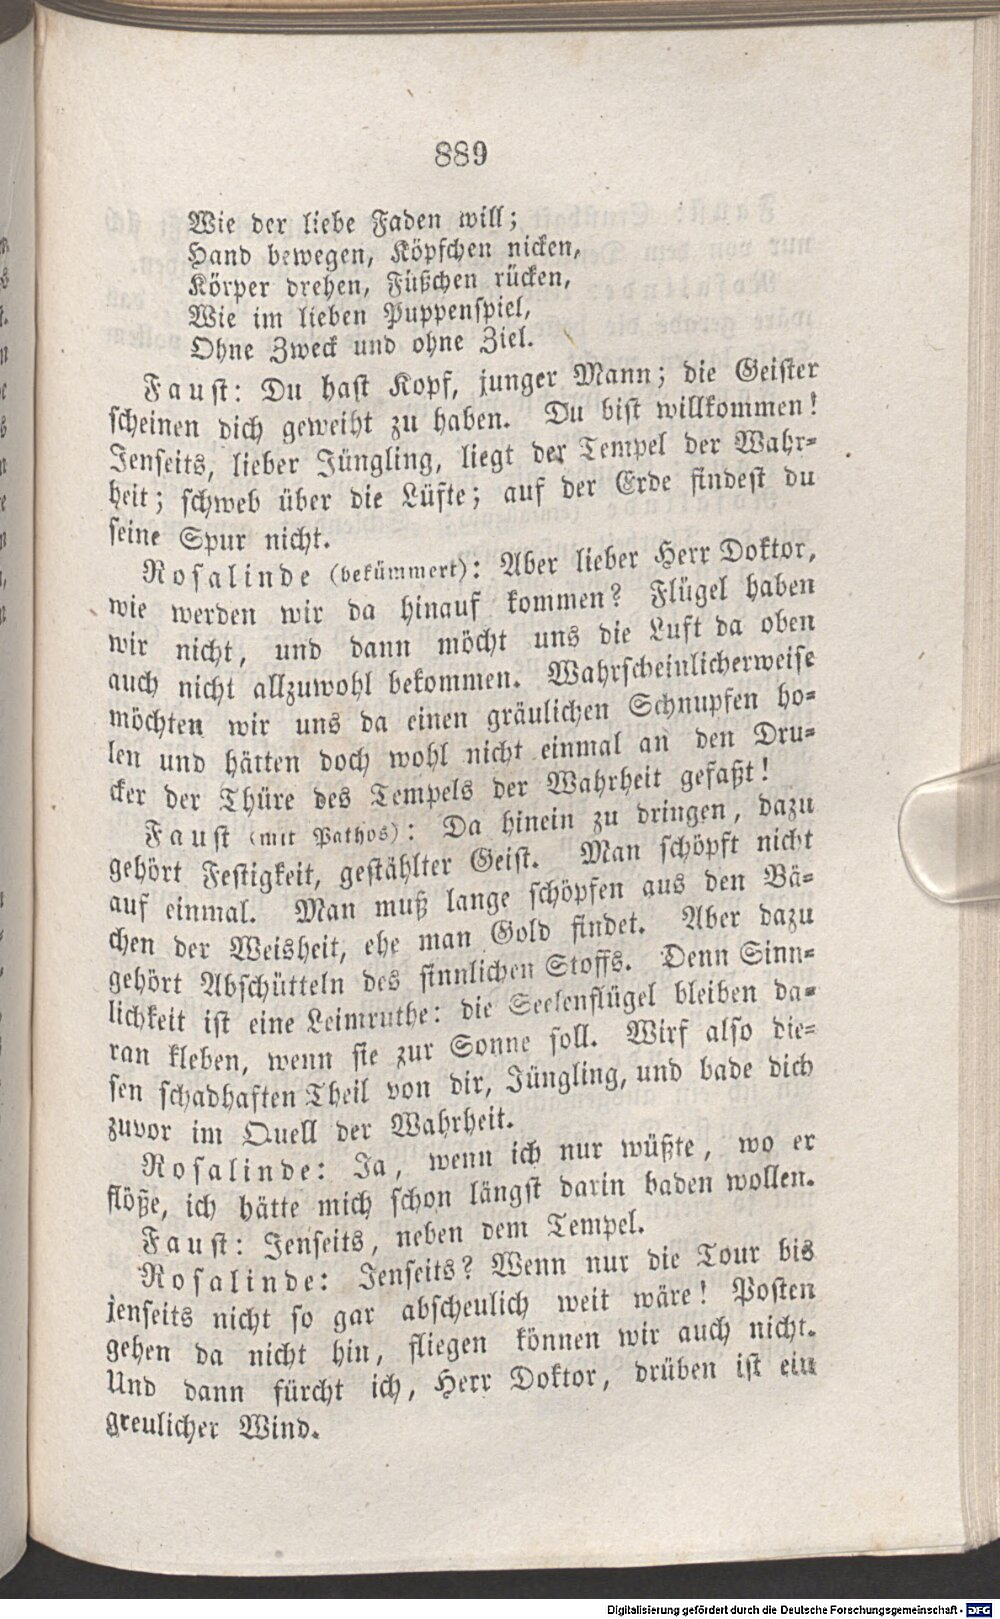 889
Wie der liebe Faden will;
Hand bewegen, Köpfchen nicken,
Körper drehen, Füßchen rücken,
Wie im lieben Puppenspiel,
Ohne Zweck und ohne Ziel.
Faust: Du hast Kopf, junger Mann; die Geister
scheinen dich geweiht zu haben. Du bist willkommen!
Jenseits, lieber Jüngling, liegt der Tempel der Wahr-
heit; schweb über die Lüfte; auf der Erde findest du
seine Spur nicht.
Rosalinde (bekümmert): Aber lieber Herr Doktor,
wie werden wir da hinauf kommen? Flügel haben
wir nicht, und dann möcht uns die Luft da oben
auch nicht allzuwohl bekommen. Wahrscheinlicherweise
möchten wir uns da einen gräulichen Schnupfen ho-
len und hätten doch wohl nicht einmal an den Dru-
cker der Thüre des Tempels der Wahrheit gefaßt!
Faust (mit Pathos): Da hinein zu dringen, dazu
gehört Festigkeit, gestählter Geist. Man schöpft nicht
auf einmal. Man muß lange schöpfen aus den Bä-
chen der Weisheit, ehe man Gold findet. Aber dazu
gehört Abschütteln des sinnlichen Stoffs. Denn Sinn-
lichkeit ist eine Leimruthe: die Seelenflügel bleiben da-
ran kleben, wenn sie zur Sonne soll. Wirf also die-
sen schadhaften Theil von dir, Jüngling, und bade dich
zuvor im Quell der Wahrheit.
Rosalinde: Ja, wenn ich nur wüßte, wo er
flöße, ich hätte mich schon längst darin baden wollen.
Faust: Jenseits, neben dem Tempel.
Rosalinde: Jenseits? Wenn nur die Tour bis
jenseits nicht so gar abscheulich weit wäre! Posten
gehen da nicht hin, fliegen können wir auch nicht.
Und dann fürcht ich, Herr Doktor, drüben ist ein
greulicher Wind.
Digitalisierung gefördert durch die Deutsche Forschungsgemeinschaft - DFG